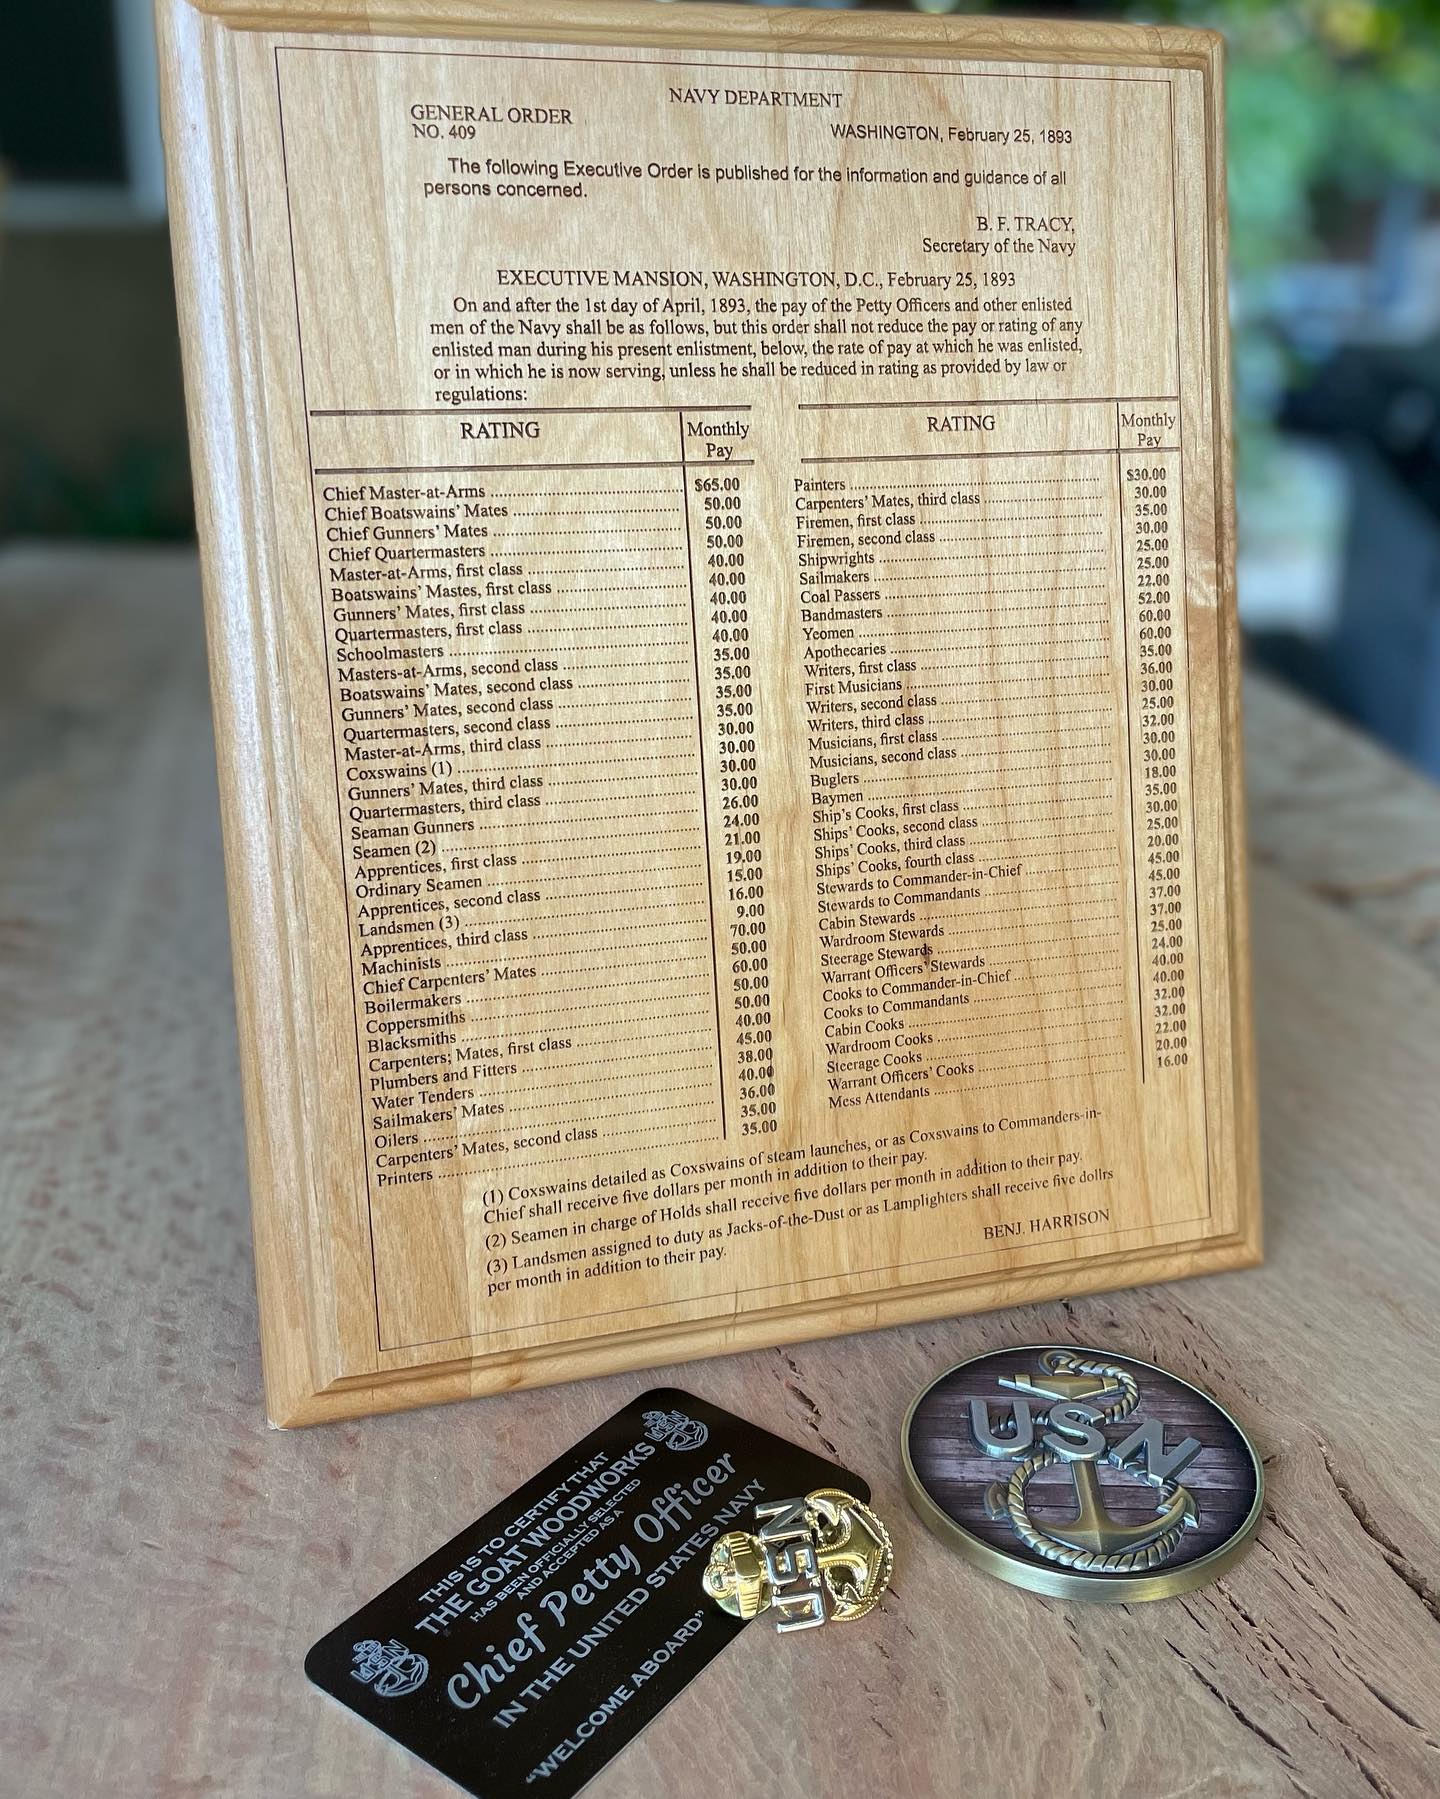 NAVY DEPARTMENT
GENERAL ORDER
NO. 409
WASHINGTON, February 25, 1893
The following Executive Order is published for the information and guidance of all
persons concerned.
B. F. TRACY,
Secretary of the Navy
EXECUTIVE MANSION, WASHINGTON, D.C., February 25, 1893
On and after the 1st day of April, 1893, the pay of the Petty Officers and other enlisted
men of the Navy shall be as follows, but this order shall not reduce the pay or rating of any
enlisted man during his present enlistment, below, the rate of pay at which he was enlisted,
or in which he is now serving, unless he shall be reduced in rating as provided by law or
regulations:
RATING Monthly Pay
Chief Master-at-Arms $65.00
Chief Boatswains' Mates 50.00
Chief Gunners' Mates 50.00
Chief Quartermasters 50.00
Master-at-Arms, first class 40.00
Boatswains' Mastes, first class 40.00
Gunners' Mates, first class 40.00
Quartermasters, first class 40.00
Schoolmasters 40.00
Masters-at-Arms, second class 35.00
Boatswains' Mates, second class 35.00
Gunners' Mates, second class 35.00
Quartermasters, second class 35.00
Master-at-Arms, third class 30.00
Coxswains (1) 30.00
Gunners' Mates, third class 30.00
Quartermasters, third class 30.00
Seaman Gunners 26.00
Seamen (2) 24.00
Apprentices, first class 21.00
Ordinary Seamen 19.00
Apprentices, second class 15.00
Landsmen (3) 16.00
Apprentices, third class 9.00
Machinists 70.00
Chief Carpenters' Mates 50.00
Boilermakers 60.00
Coppersmiths 50.00
Blacksmiths 50.00
Carpenters; Mates, first class 40.00
Plumbers and Fitters 45.00
Water Tenders 38.00
Sailmakers' Mates 40.00
Oilers 36.00
Carpenters' Mates, second class 35.00
Printers 35.00
RATING Monthly Pay
Painters $30.00
Carpenters' Mates, third class 30.00
Firemen, first class 35.00
Firemen, second class 30.00
Shipwrights 25.00
Sailmakers 25.00
Coal Passers 22.00
Bandmasters 52.00
Yeomen 60.00
Apothecaries 60.00
Writers, first class 35.00
First Musicians 36.00
Writers, second class 30.00
Writers, third class 25.00
Musicians, first class 32.00
Musicians, second class 30.00
Buglers 30.00
Baymen 18.00
Ship's Cooks, first class 35.00
Ships' Cooks, second class 30.00
Ships' Cooks, third class 25.00
Ships' Cooks, fourth class 20.00
Stewards to Commander-in-Chief 45.00
Stewards to Commandants 45.00
Cabin Stewards 37.00
Wardroom Stewards 37.00
Steerage Stewards 25.00
Warrant Officers' Stewards 24.00
Cooks to Commander-in-Chief 40.00
Cooks to Commandants 40.00
Cabin Cooks 32.00
Wardroom Cooks 32.00
Steerage Cooks 22.00
Warrant Officers' Cooks 20.00
Mess Attendants 16.00
(1) Coxswains detailed as Coxswains of steam launches, or as Coxswains to Commanders-in-
Chief shall receive five dollars per month in addition to their pay.
(2) Seamen in charge of Holds shall receive five dollars per month in addition to their pay.
(3) Landsmen assigned to duty as Jacks-of-the-Dust or as Lamplighters shall receive five dollrs
per month in addition to their pay.
BENJ. HARRISON
THIS IS TO CERTIFY THAT
THE GOAT WOODWORKS
HAS BEEN OFFICIALLY SELECTED
AND ACCEPTED AS A
Chief Petty Officer
IN THE UNITED STATES NAVY
"WELCOME ABOARD"
USN
USN
USN
USN